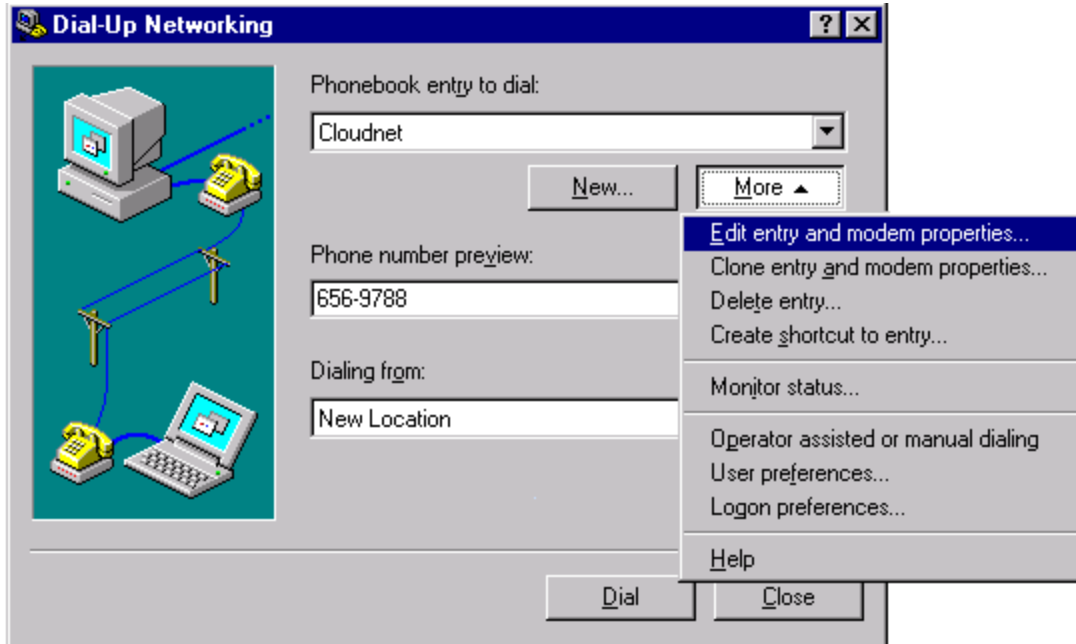 Dial-Up Networking
Phonebook entry to dial:
Cloudnet
New... More
Edit entry and modem properties...
Clone entry and modem properties...
Delete entry...
Create shortcut to entry...
Monitor status...
Operator assisted or manual dialing
User preferences...
Logon preferences...
Help
Phone number preview:
656-9788
Dialing from:
New Location
Dial Close